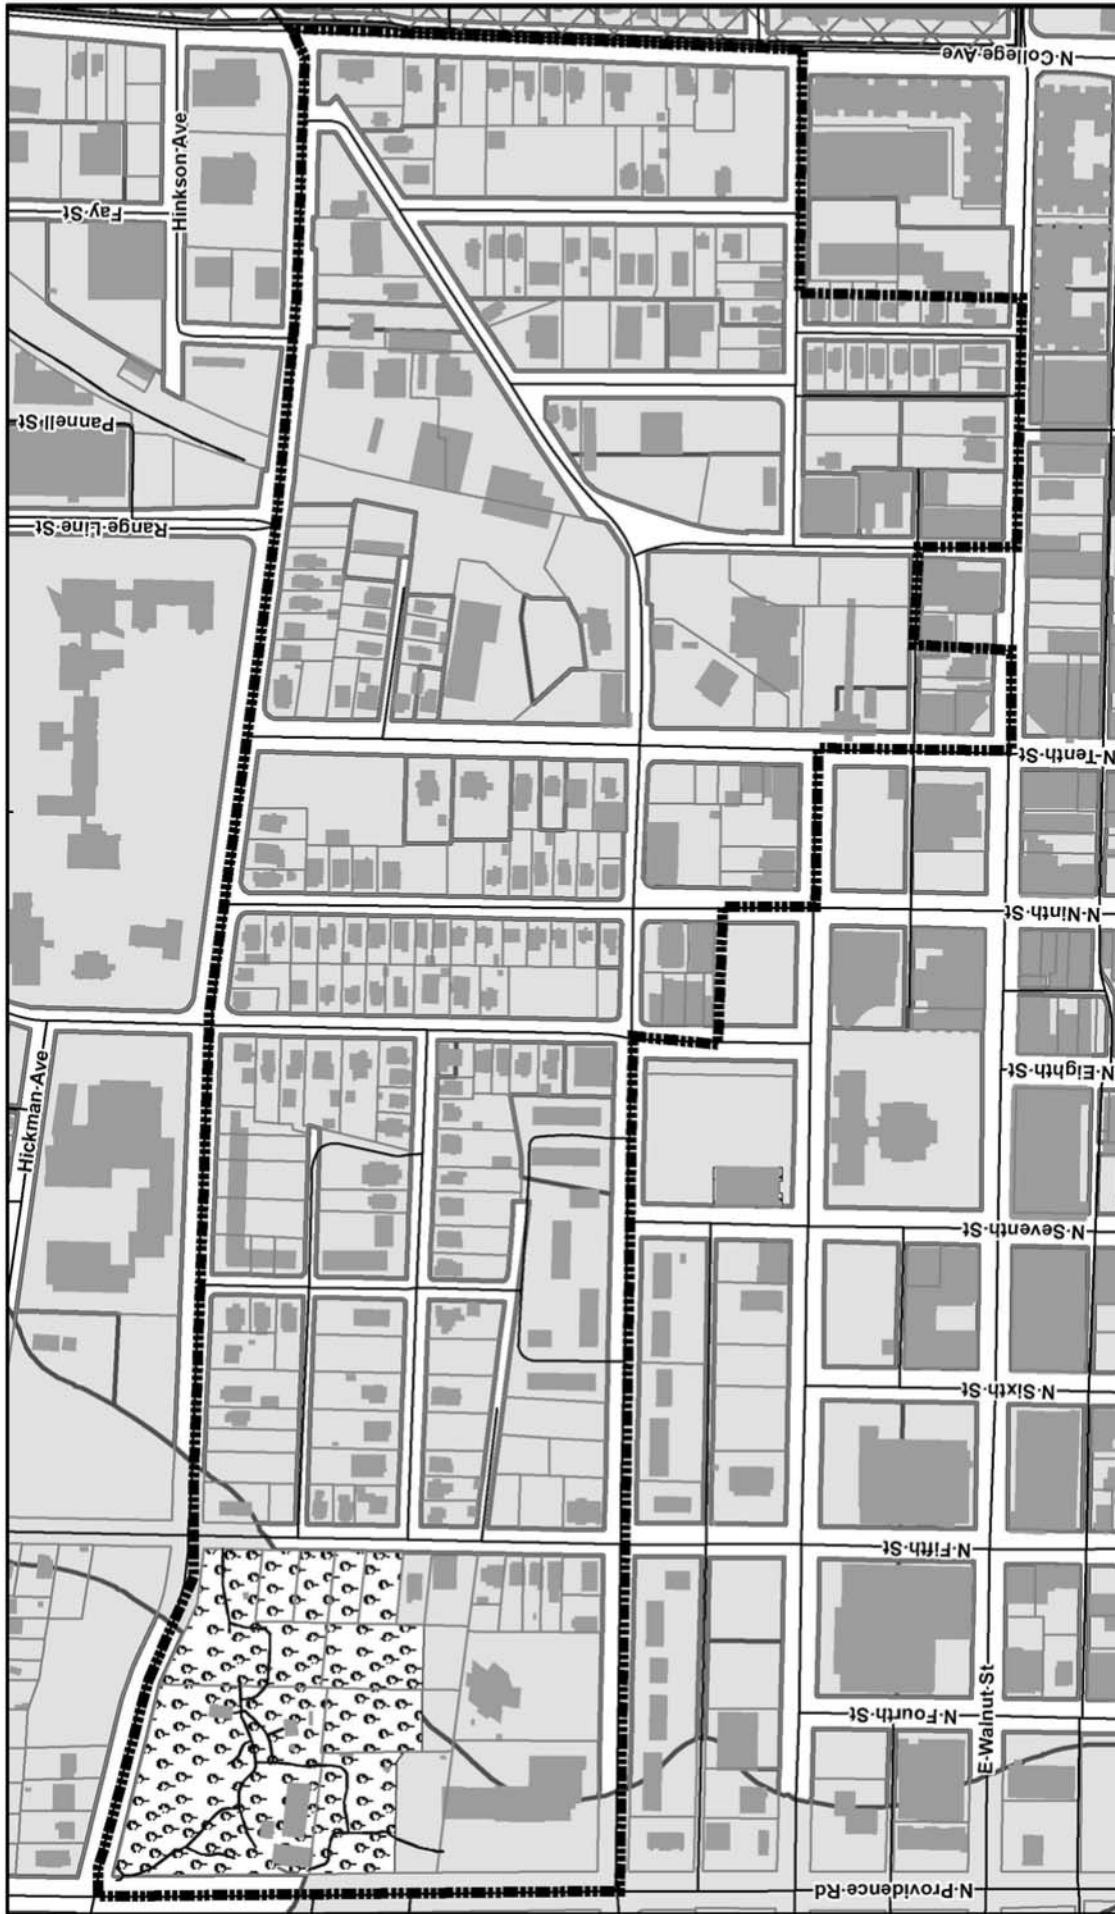 N College Ave
Hinkson Ave
Fay St
Pannell St
Range Line St
N Tenth St
N Ninth St
Hickman Ave
N Eighth St
N Seventh St
N Sixth St
N Fifth St
E Walnut St
N Fourth St
N Providence Rd